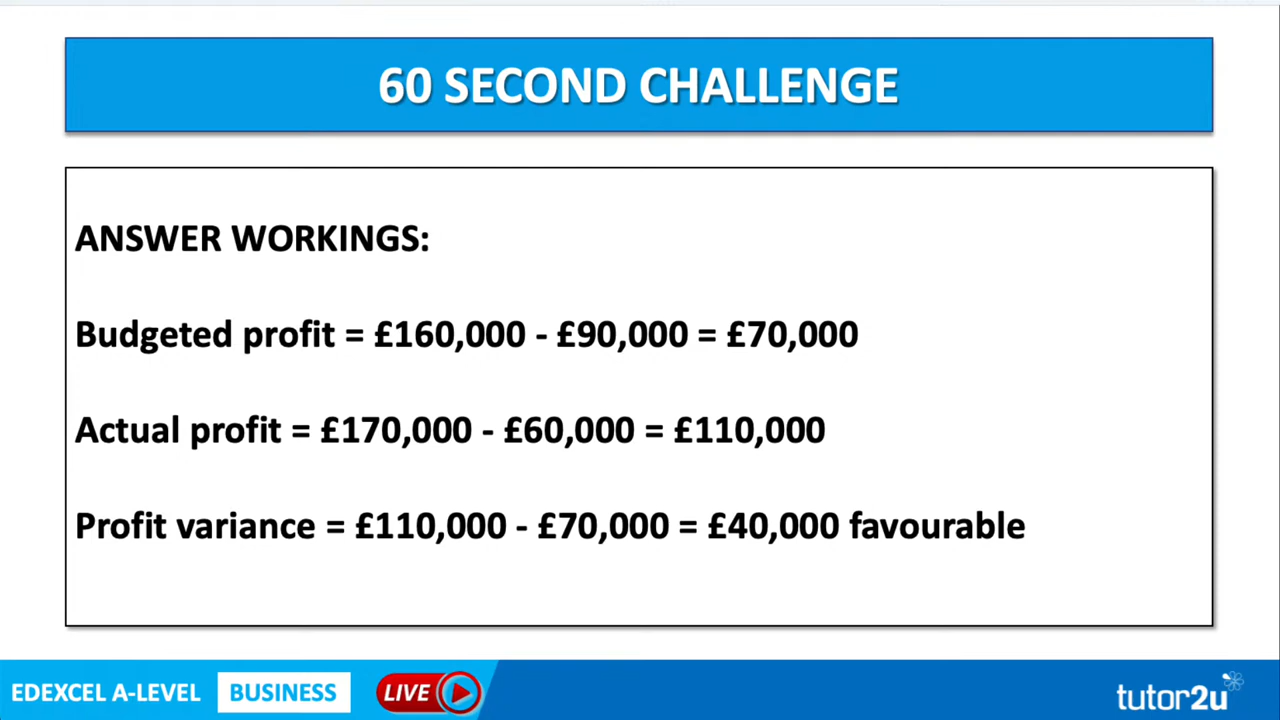 60 SECOND CHALLENGE
ANSWER WORKINGS:
Budgeted profit = £160,000 - £90,000 = £70,000
Actual profit = £170,000 - £60,000 = £110,000
Profit variance = £110,000 - £70,000 = £40,000 favourable
EDEXCEL A-LEVEL BUSINESS LIVE tutor2u